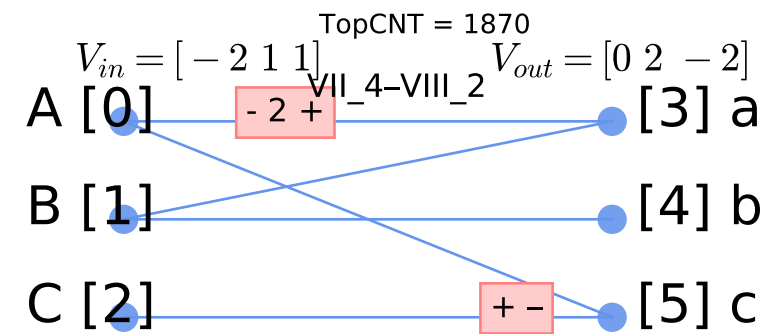 TopCNT = 1870
V_in = [ − 2 1 1] V_out = [0 2 − 2]
VII_4–VIII_2
A [0] - 2 + [3] a
B [1] [4] b
C [2] + – [5] c